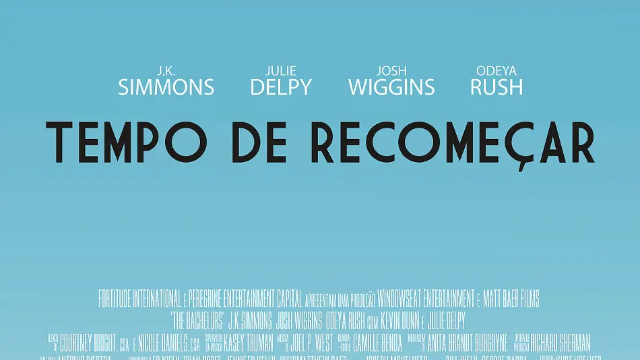 J.K. JULIE JOSH ODEYA
SIMMONS DELPY WIGGINS RUSH
TEMPO DE RECOMEÇAR
FORTITUDE INTERNATIONAL E PEREGRINE ENTERTAINMENT CAPITAL APRESENTAM UMA PRODUÇÃO WINDOWSEAT ENTERTAINMENT E MATT BAER FILMS
"THE BACHELORS" J.K. SIMMONS JOSH WIGGINS ODEYA RUSH COM KEVIN DUNN E JULIE DELPY
COURTNEY BRIGHT, E NICOLE DANIELS, KASEY TRUMAN JOEL P. WEST CAMILLE BENDA ANITA BRANDT BURGOYNE RICHARD SHERMAN